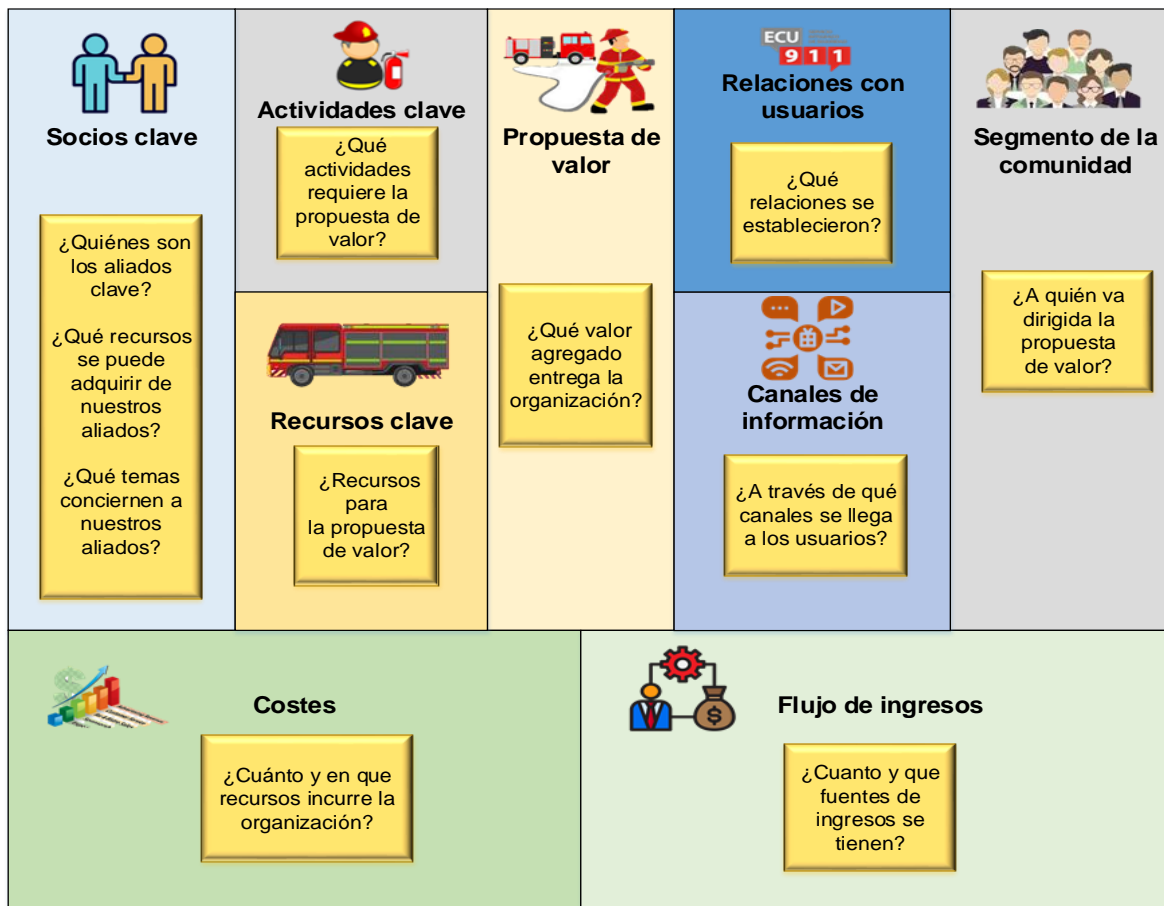 Socios clave
¿Quiénes son
los aliados
clave?
¿Qué recursos
se puede
adquirir de
nuestros
aliados?
¿Qué temas
conciernen a
nuestros
aliados?
Actividades clave
¿Qué
actividades
requiere la
propuesta de
valor?
Recursos clave
¿Recursos
para
la propuesta
de valor?
Propuesta de
valor
¿Qué valor
agregado
entrega la
organización?
ECU
911
Relaciones con
usuarios
¿Qué
relaciones se
establecieron?
Canales de
información
¿A través de qué
canales se llega
a los usuarios?
Segmento de la
comunidad
¿A quién va
dirigida la
propuesta
de valor?
Costes
¿Cuánto y en que
recursos incurre la
organización?
Flujo de ingresos
¿Cuanto y que
fuentes de
ingresos se
tienen?